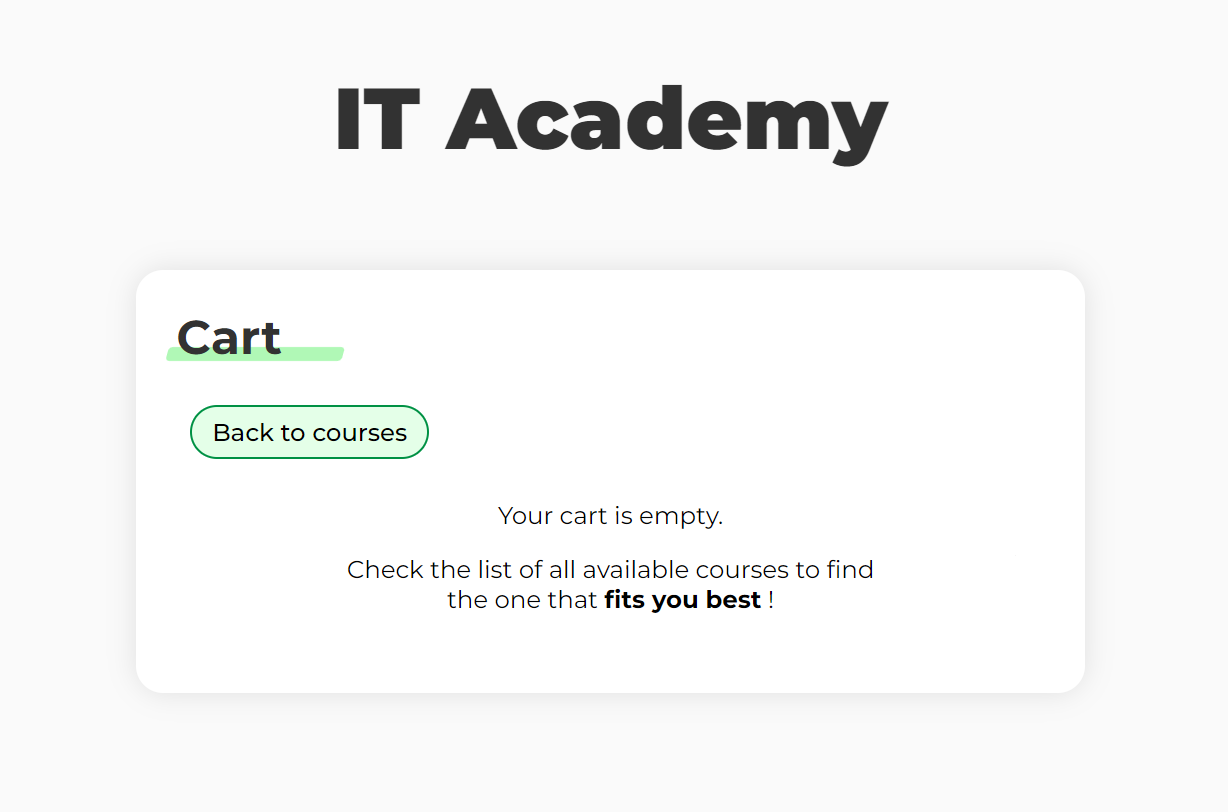 IT Academy
Cart
Back to courses
Your cart is empty.
Check the list of all available courses to find
the one that fits you best !